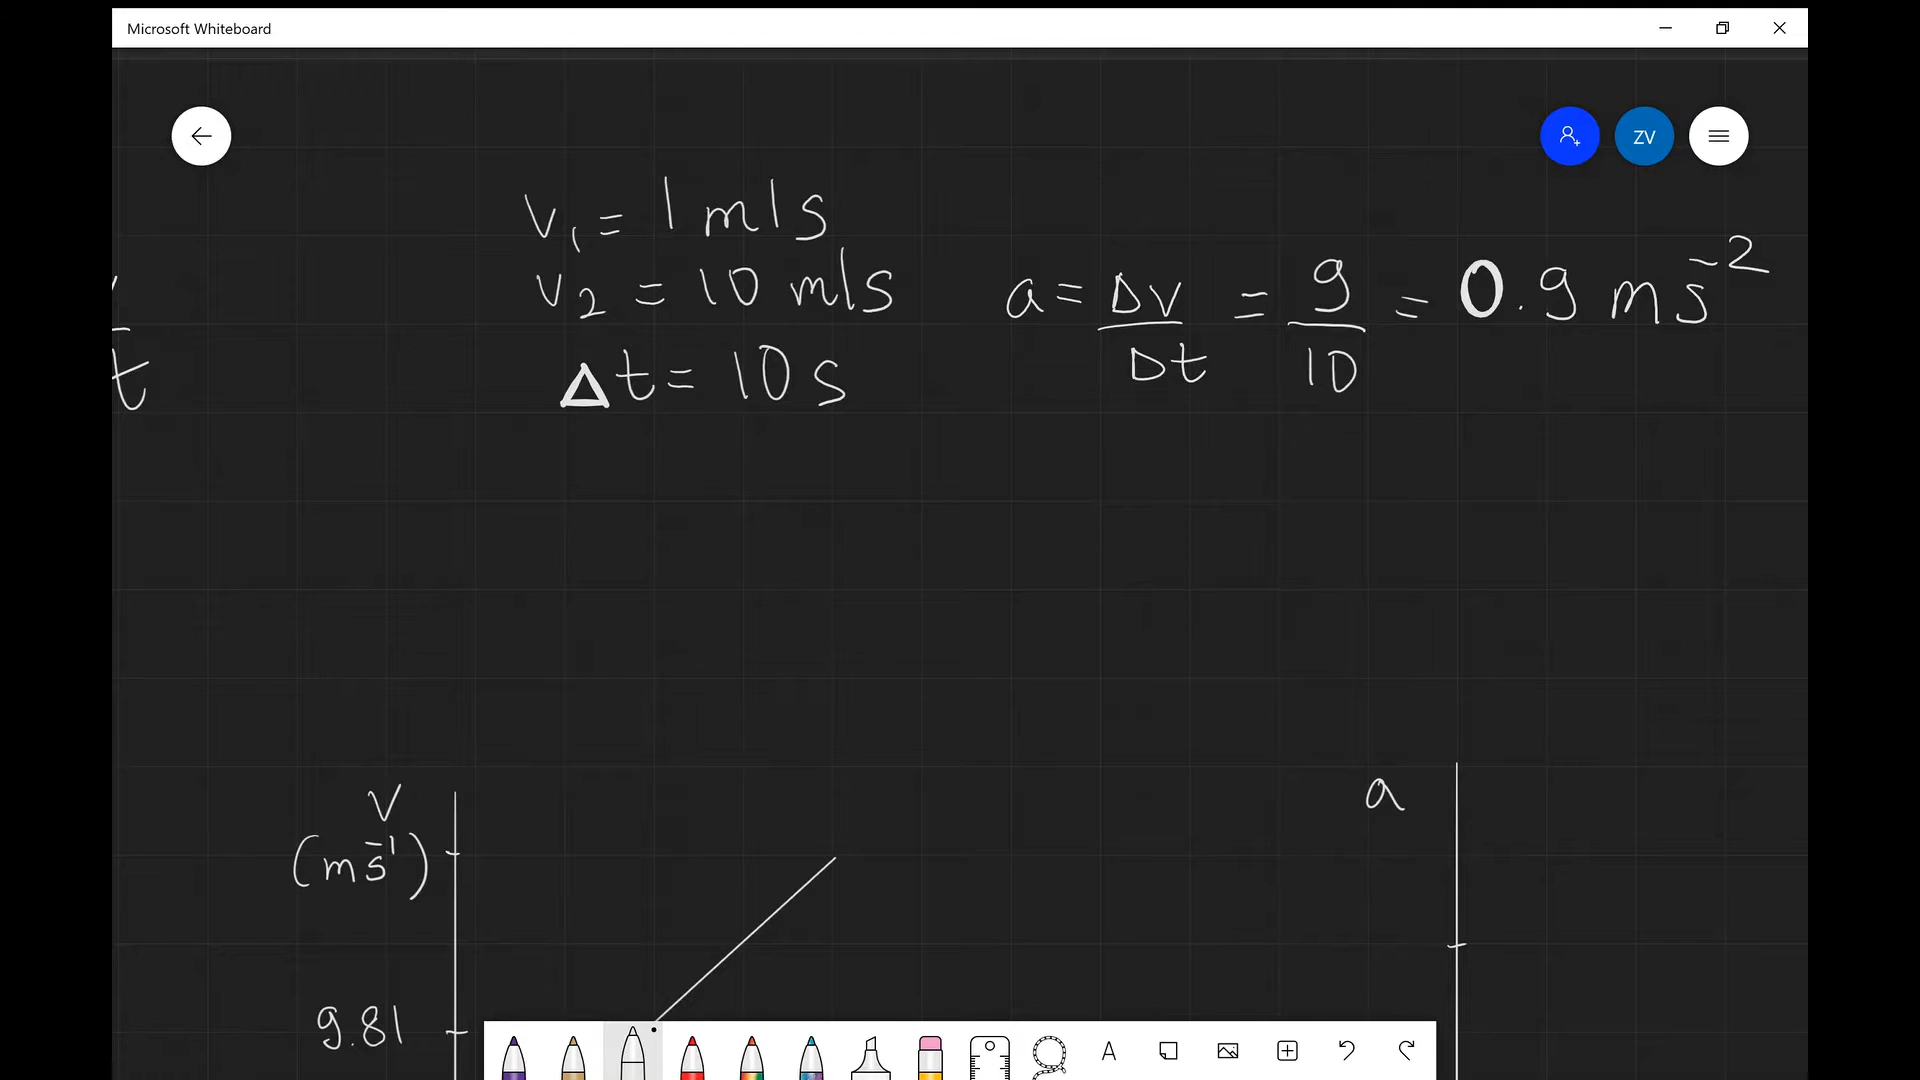 Microsoft Whiteboard
ZV
v₁ = 1 m/s
v₂ = 10 m/s
Δt = 10 s
a = Δv/Δt = 9/10 = 0.9 ms⁻²
t
v
(ms⁻¹)
9.81
a
A